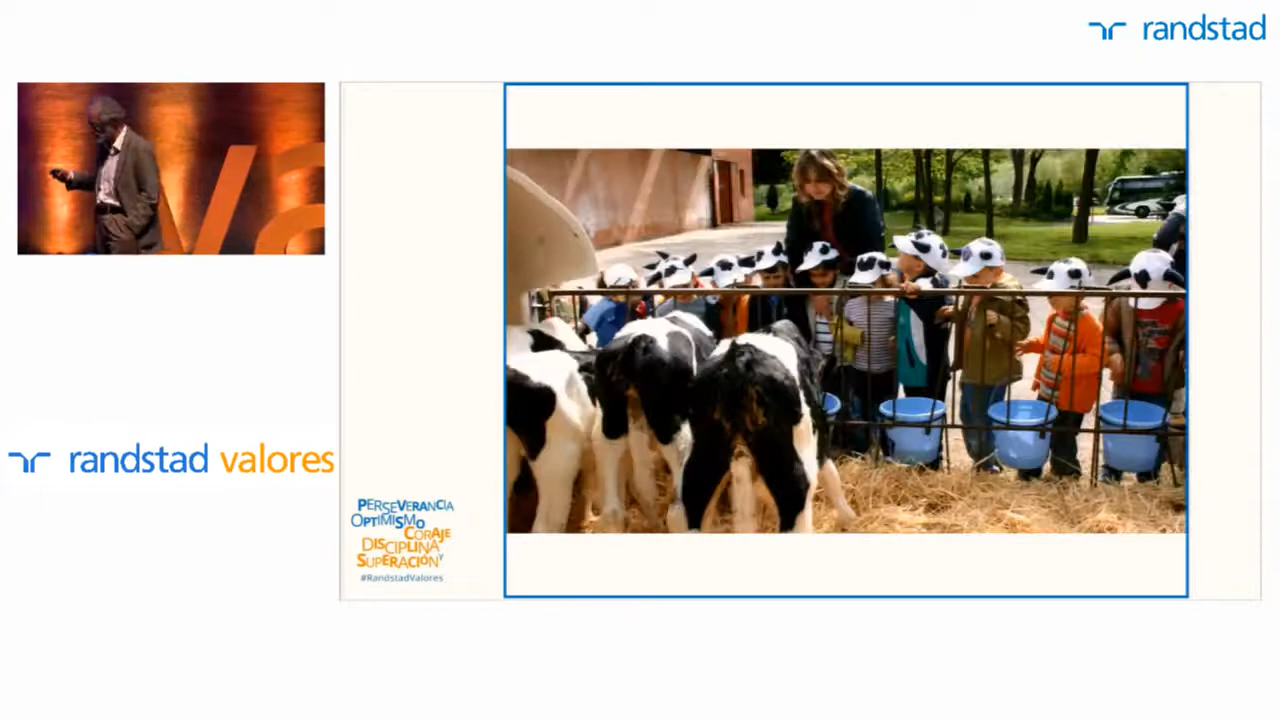 randstad
randstad valores
PERSEVERANCIA
OPTIMISMO
CORAJE
DISCIPLINA
Y
SUPERACIÓN
#RandstadValores